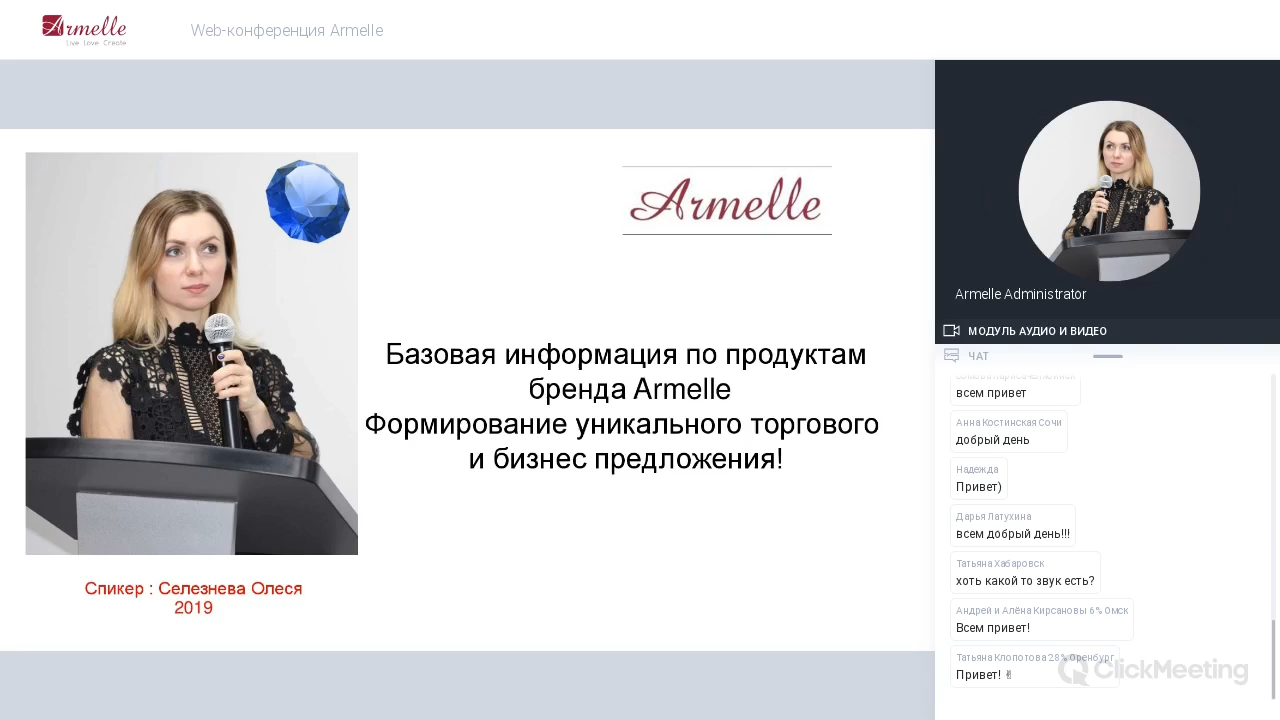 Armelle
Live Love Create
Web-конференция Armelle
Armelle
Базовая информация по продуктам
бренда Armelle
Формирование уникального торгового
и бизнес предложения!
Спикер : Селезнева Олеся
2019
Armelle Administrator
МОДУЛЬ АУДИО И ВИДЕО
ЧАТ
всем привет
Анна Костинская Сочи
добрый день
Надежда
Привет)
Дарья Латухина
всем добрый день!!!
Татьяна Хабаровск
хоть какой то звук есть?
Андрей и Алёна Кирсановы 6% Омск
Всем привет!
Татьяна Клопотова 28% Оренбург
Привет! ✌
ClickMeeting